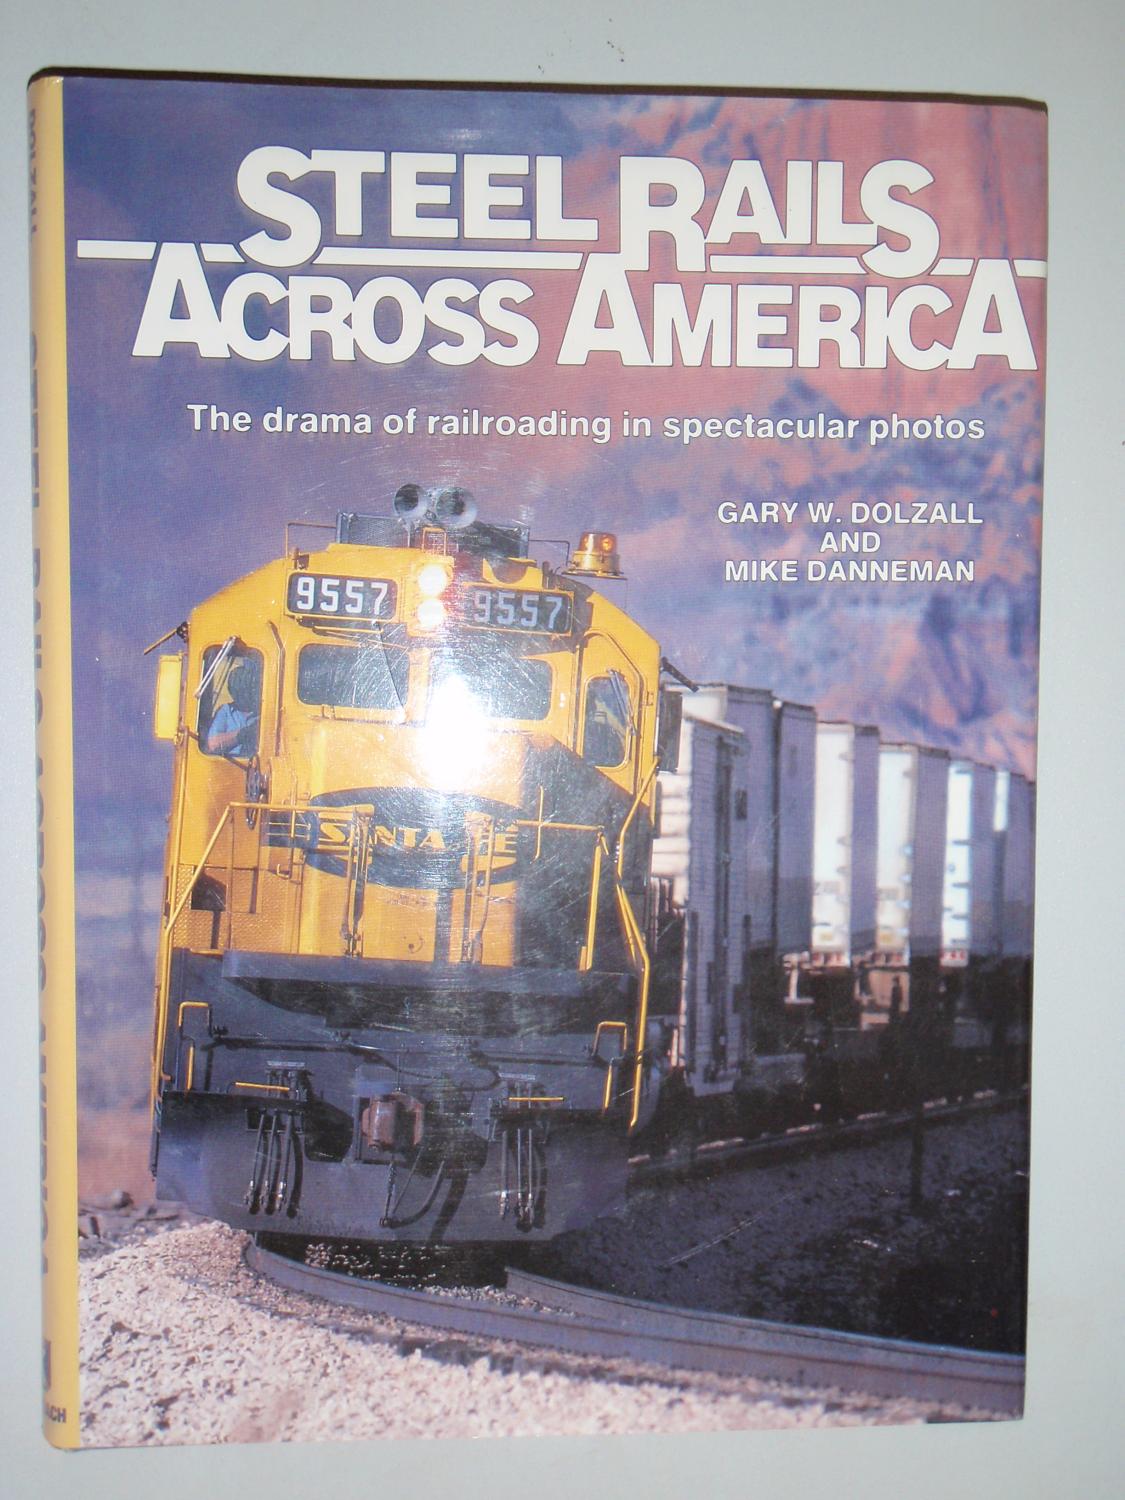 STEEL RAILS
ACROSS AMERICA
The drama of railroading in spectacular photos
GARY W. DOLZALL
AND
MIKE DANNEMAN
9557
9557
SANTA FE